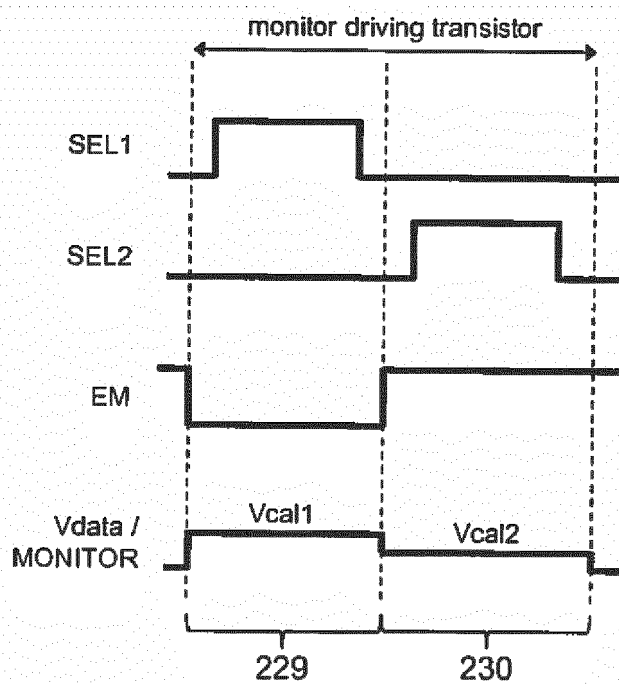 monitor driving transistor
SEL1
SEL2
EM
Vdata /
MONITOR
Vcal1
Vcal2
229
230